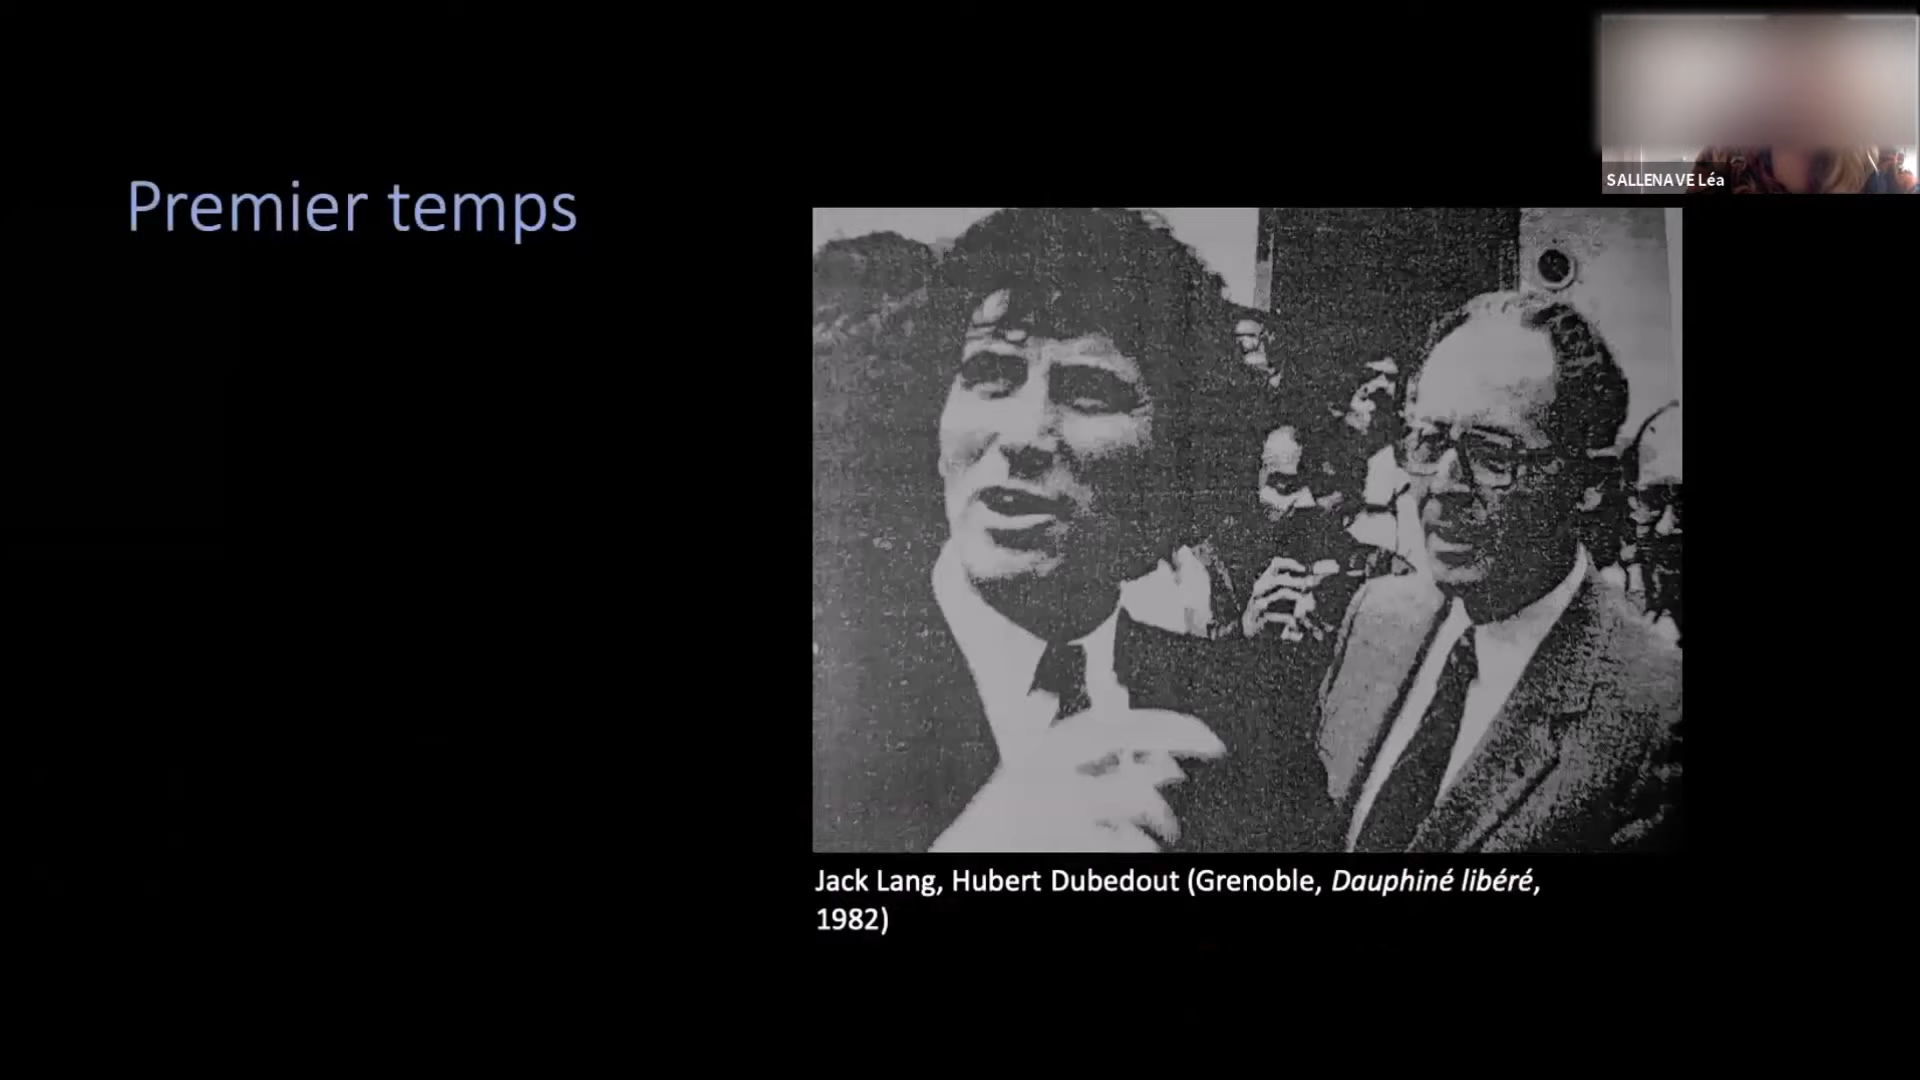 SALLENAVE Léa
Premier temps
Jack Lang, Hubert Dubedout (Grenoble, Dauphiné libéré,
1982)